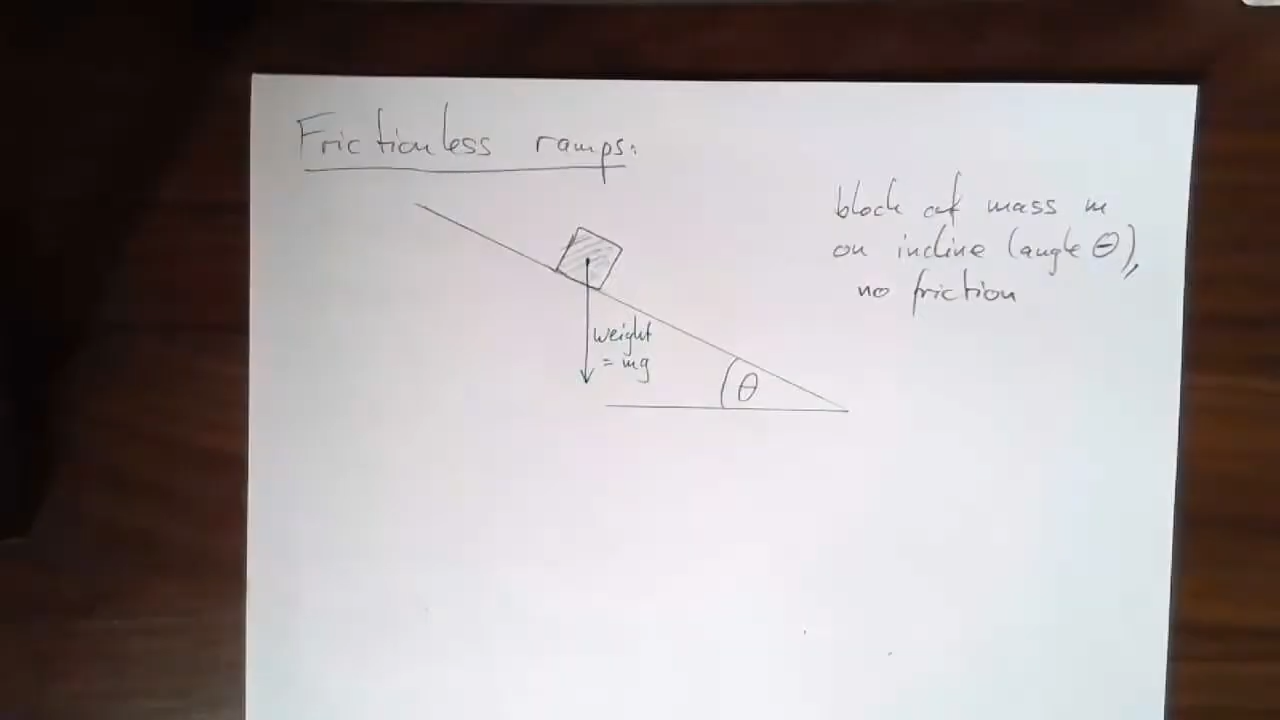 Frictionless ramps:
block of mass m
on incline (angle θ),
no friction
weight
= mg
θ